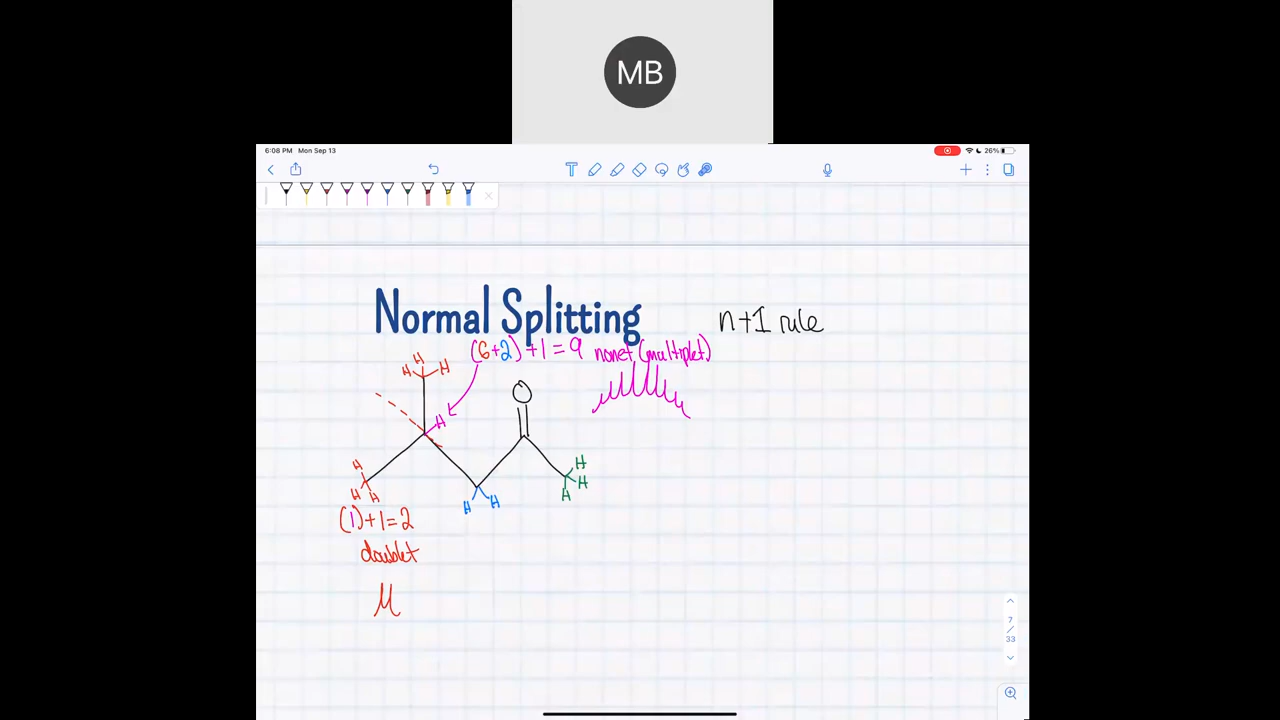 MB
6:08 PM Mon Sep 13
26%
T
Normal Splitting
n+1 rule
(6+2)+1=9 nonet (multiplet)
H
H H
H
O
H
H H
H H
H
H
H
(1)+1=2
doublet
7
/
33